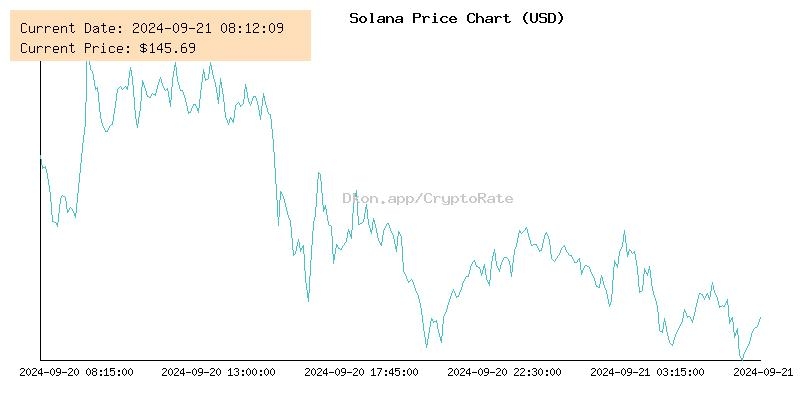 Solana Price Chart (USD)
Current Date: 2024-09-21 08:12:09
Current Price: $145.69
Dion.app/CryptoRate
2024-09-20 08:15:00 2024-09-20 13:00:00 2024-09-20 17:45:00 2024-09-20 22:30:00 2024-09-21 03:15:00 2024-09-21